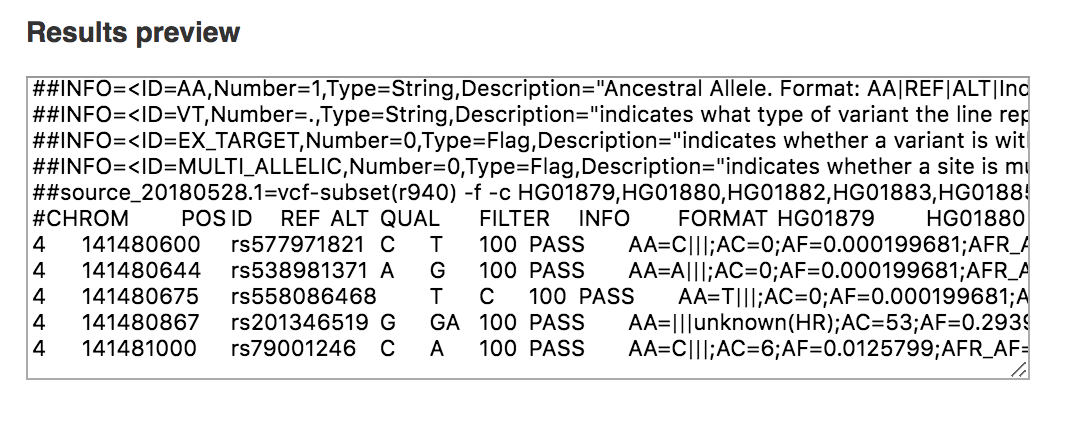 Results preview
##INFO=<ID=AA,Number=1,Type=String,Description="Ancestral Allele. Format: AA|REF|ALT|Ind
##INFO=<ID=VT,Number=.,Type=String,Description="indicates what type of variant the line rep
##INFO=<ID=EX_TARGET,Number=0,Type=Flag,Description="indicates whether a variant is wit
##INFO=<ID=MULTI_ALLELIC,Number=0,Type=Flag,Description="indicates whether a site is mu
##source_20180528.1=vcf-subset(r940) -f -c HG01879,HG01880,HG01882,HG01883,HG01885
#CHROM POS ID REF ALT QUAL FILTER INFO FORMAT HG01879 HG01880
4 141480600 rs577971821 C T 100 PASS AA=C|||;AC=0;AF=0.000199681;AFR_A
4 141480644 rs538981371 A G 100 PASS AA=A|||;AC=0;AF=0.000199681;AFR_A
4 141480675 rs558086468 T C 100 PASS AA=T|||;AC=0;AF=0.000199681;A
4 141480867 rs201346519 G GA 100 PASS AA=|||unknown(HR);AC=53;AF=0.2939
4 141481000 rs79001246 C A 100 PASS AA=C|||;AC=6;AF=0.0125799;AFR_AF=